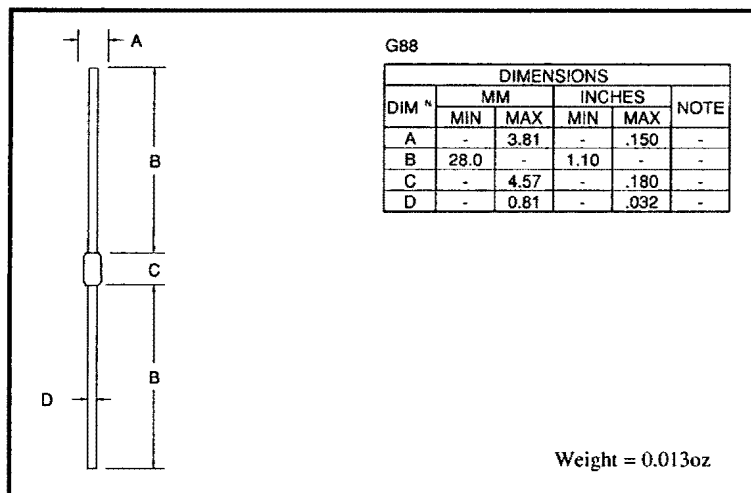 A
B
C
B
D
G88
DIMENSIONS
DIM ᴺ MM INCHES NOTE
MIN MAX MIN MAX
A - 3.81 - .150 -
B 28.0 - 1.10 - -
C - 4.57 - .180 -
D - 0.81 - .032 -
Weight = 0.013oz